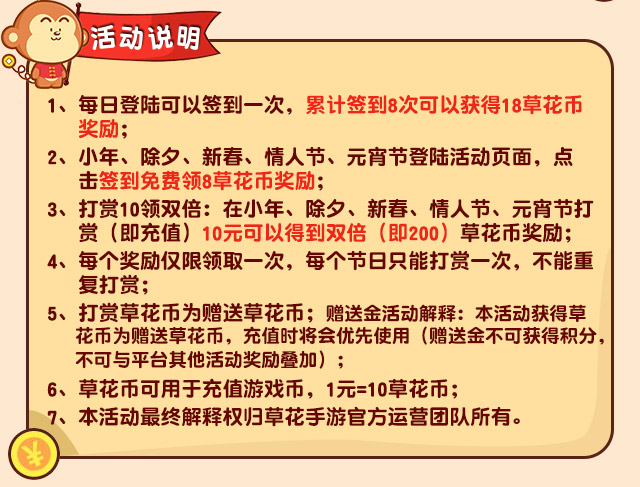 活动说明
1、每日登陆可以签到一次，累计签到8次可以获得18草花币
奖励；
2、小年、除夕、新春、情人节、元宵节登陆活动页面，点
击签到免费领8草花币奖励；
3、打赏10领双倍：在小年、除夕、新春、情人节、元宵节打
赏（即充值）10元可以得到双倍（即200）草花币奖励；
4、每个奖励仅限领取一次，每个节日只能打赏一次，不能重
复打赏；
5、打赏草花币为赠送草花币；赠送金活动解释：本活动获得草
花币为赠送草花币，充值时将会优先使用（赠送金不可获得积分，
不可与平台其他活动奖励叠加）；
6、草花币可用于充值游戏币，1元=10草花币；
7、本活动最终解释权归草花手游官方运营团队所有。
¥